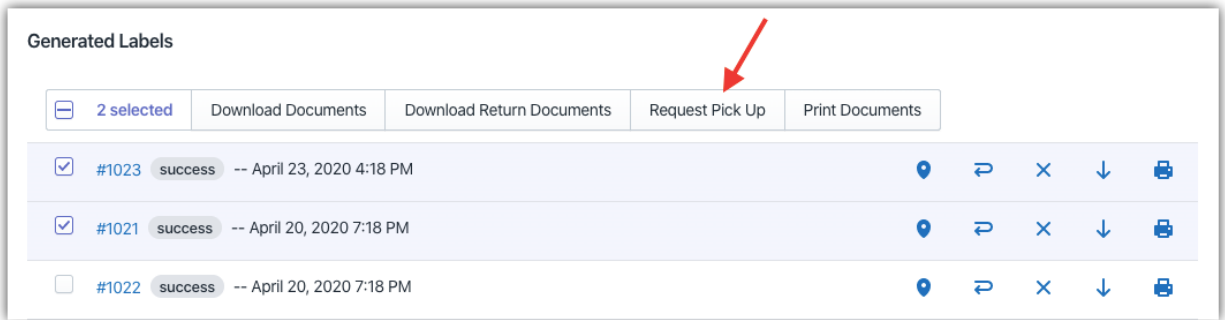 Generated Labels
2 selected Download Documents Download Return Documents Request Pick Up Print Documents
#1023 success -- April 23, 2020 4:18 PM
#1021 success -- April 20, 2020 7:18 PM
#1022 success -- April 20, 2020 7:18 PM